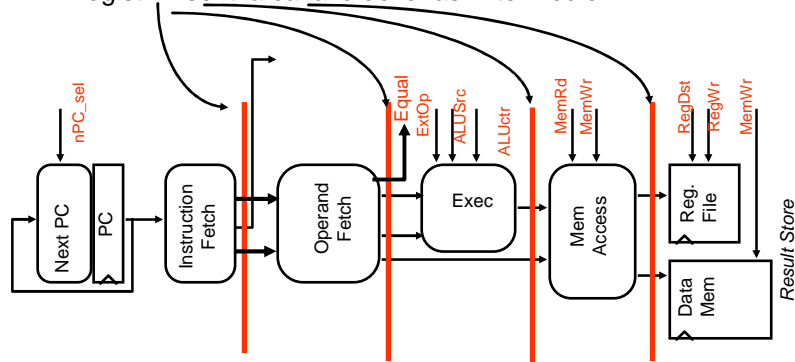 nPC_sel
Next PC
PC
Instruction
Fetch
Operand
Fetch
Equal
ExtOp
ALUSrc
ALUctr
Exec
MemRd
MemWr
Mem
Access
RegDst
RegWr
MemWr
Reg.
File
Data
Mem
Result Store